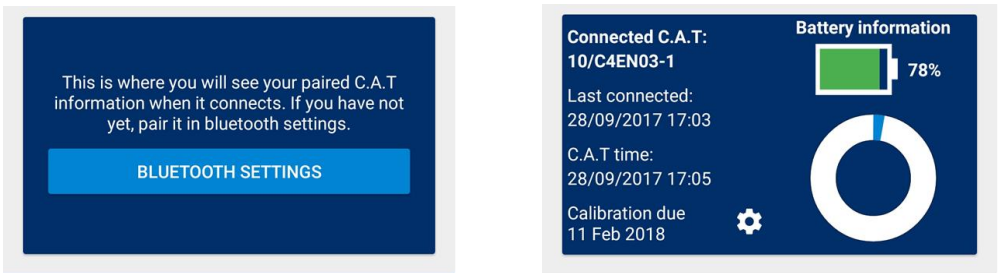 This is where you will see your paired C.A.T
information when it connects. If you have not
yet, pair it in bluetooth settings.
BLUETOOTH SETTINGS
Connected C.A.T:
10/C4EN03-1
Last connected:
28/09/2017 17:03
C.A.T time:
28/09/2017 17:05
Calibration due
11 Feb 2018
Battery information
78%